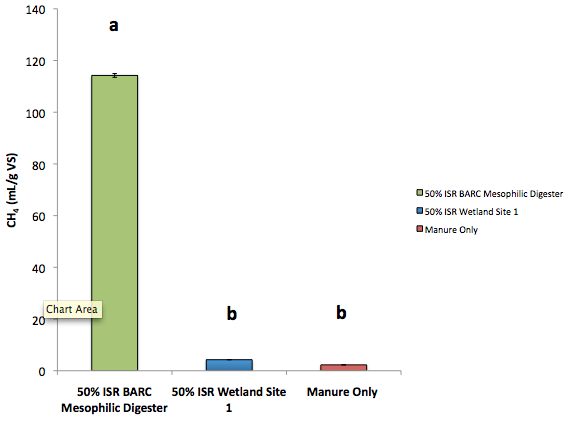 140
120
100
80
60
40
20
0
CH₄ (mL/g VS)
a
b
b
Chart Area
50% ISR BARC
Mesophilic Digester
50% ISR Wetland Site
1
Manure Only
50% ISR BARC Mesophilic Digester
50% ISR Wetland Site 1
Manure Only